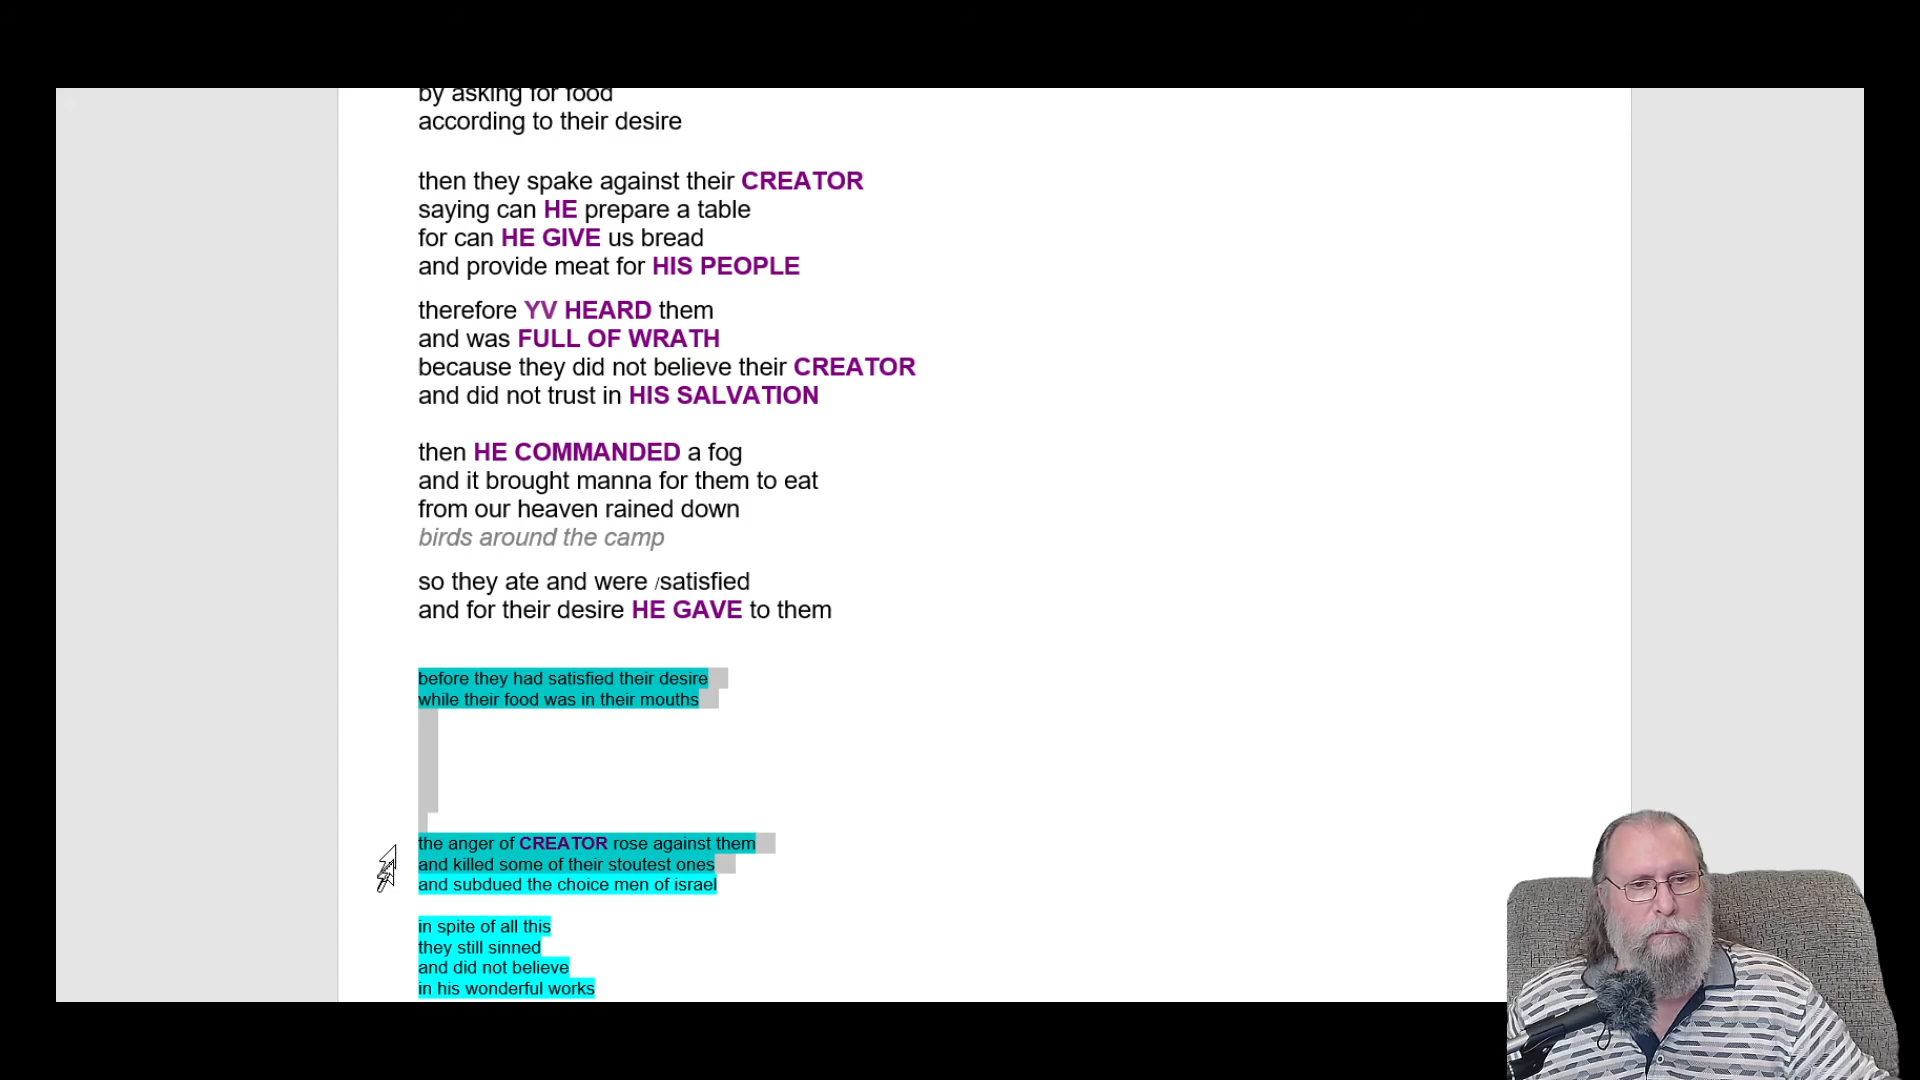 by asking for food
according to their desire
then they spake against their CREATOR
saying can HE prepare a table
for can HE GIVE us bread
and provide meat for HIS PEOPLE
therefore YV HEARD them
and was FULL OF WRATH
because they did not believe their CREATOR
and did not trust in HIS SALVATION
then HE COMMANDED a fog
and it brought manna for them to eat
from our heaven rained down
birds around the camp
so they ate and were /satisfied
and for their desire HE GAVE to them
before they had satisfied their desire
while their food was in their mouths
the anger of CREATOR rose against them
and killed some of their stoutest ones
and subdued the choice men of israel
in spite of all this
they still sinned
and did not believe
in his wonderful works